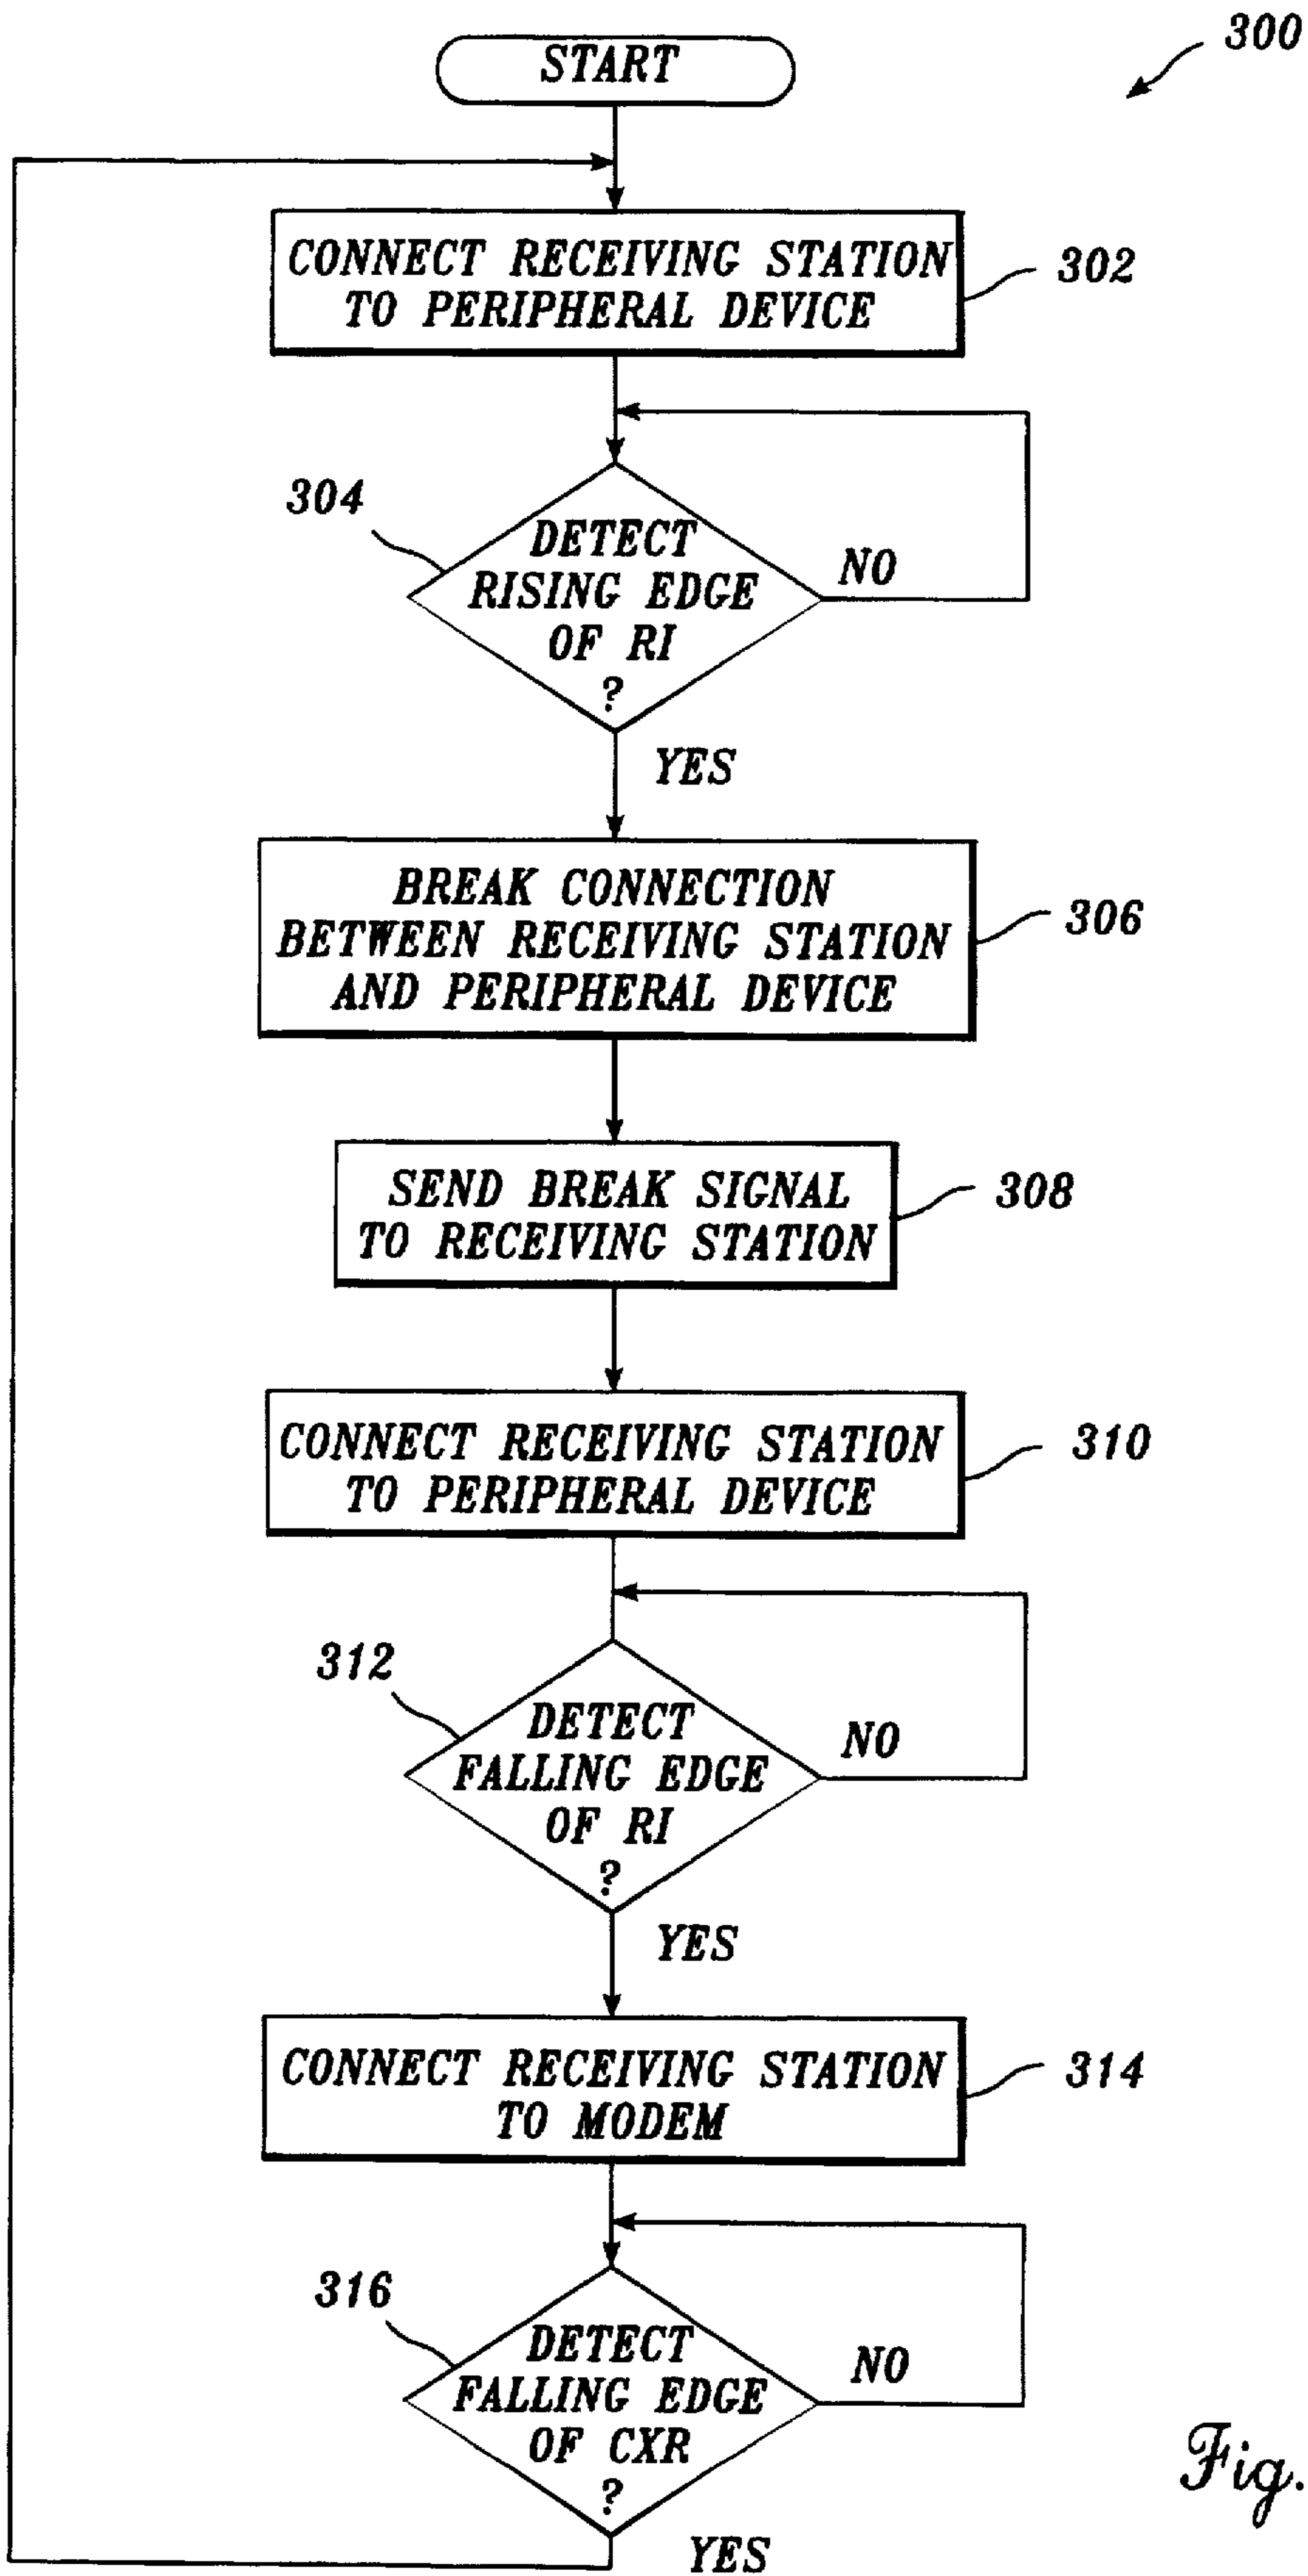 300
START
CONNECT RECEIVING STATION
TO PERIPHERAL DEVICE
302
304
DETECT
RISING EDGE
OF RI
?
NO
YES
BREAK CONNECTION
BETWEEN RECEIVING STATION
AND PERIPHERAL DEVICE
306
SEND BREAK SIGNAL
TO RECEIVING STATION
308
CONNECT RECEIVING STATION
TO PERIPHERAL DEVICE
310
312
DETECT
FALLING EDGE
OF RI
?
NO
YES
CONNECT RECEIVING STATION
TO MODEM
314
316
DETECT
FALLING EDGE
OF CXR
?
NO
YES
Fig.